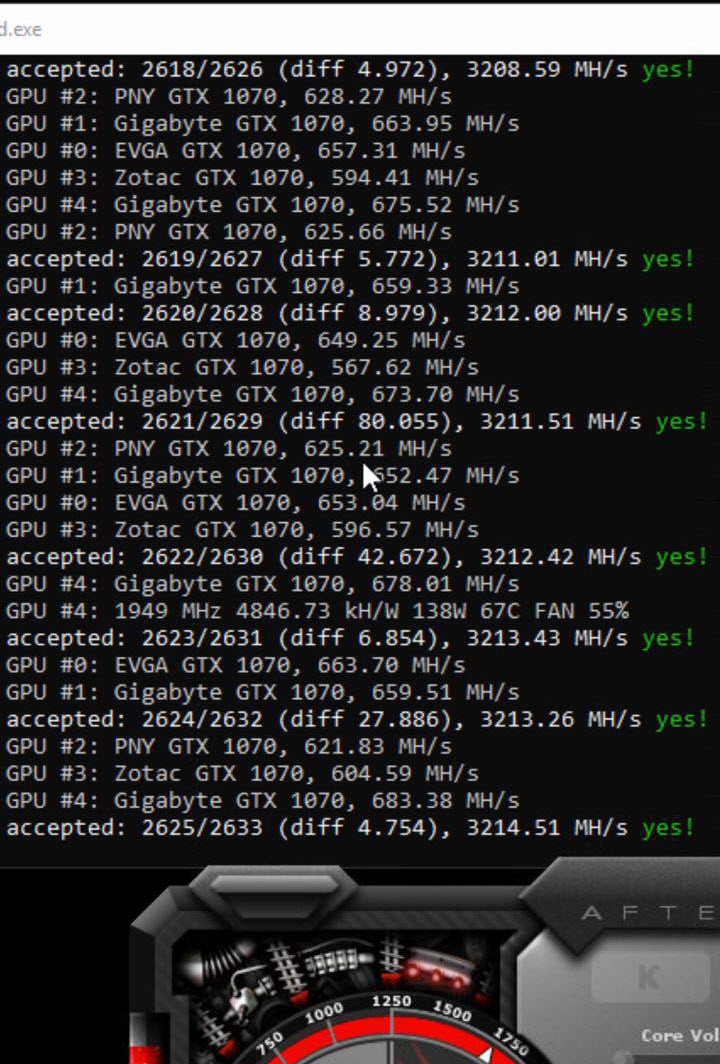 d.exe
accepted: 2618/2626 (diff 4.972), 3208.59 MH/s yes!
GPU #2: PNY GTX 1070, 628.27 MH/s
GPU #1: Gigabyte GTX 1070, 663.95 MH/s
GPU #0: EVGA GTX 1070, 657.31 MH/s
GPU #3: Zotac GTX 1070, 594.41 MH/s
GPU #4: Gigabyte GTX 1070, 675.52 MH/s
GPU #2: PNY GTX 1070, 625.66 MH/s
accepted: 2619/2627 (diff 5.772), 3211.01 MH/s yes!
GPU #1: Gigabyte GTX 1070, 659.33 MH/s
accepted: 2620/2628 (diff 8.979), 3212.00 MH/s yes!
GPU #0: EVGA GTX 1070, 649.25 MH/s
GPU #3: Zotac GTX 1070, 567.62 MH/s
GPU #4: Gigabyte GTX 1070, 673.70 MH/s
accepted: 2621/2629 (diff 80.055), 3211.51 MH/s yes!
GPU #2: PNY GTX 1070, 625.21 MH/s
GPU #1: Gigabyte GTX 1070, 652.47 MH/s
GPU #0: EVGA GTX 1070, 653.04 MH/s
GPU #3: Zotac GTX 1070, 596.57 MH/s
accepted: 2622/2630 (diff 42.672), 3212.42 MH/s yes!
GPU #4: Gigabyte GTX 1070, 678.01 MH/s
GPU #4: 1949 MHz 4846.73 kH/W 138W 67C FAN 55%
accepted: 2623/2631 (diff 6.854), 3213.43 MH/s yes!
GPU #0: EVGA GTX 1070, 663.70 MH/s
GPU #1: Gigabyte GTX 1070, 659.51 MH/s
accepted: 2624/2632 (diff 27.886), 3213.26 MH/s yes!
GPU #2: PNY GTX 1070, 621.83 MH/s
GPU #3: Zotac GTX 1070, 604.59 MH/s
GPU #4: Gigabyte GTX 1070, 683.38 MH/s
accepted: 2625/2633 (diff 4.754), 3214.51 MH/s yes!
AFTE
K
750 1000 1250 1500 1750
Core Vol